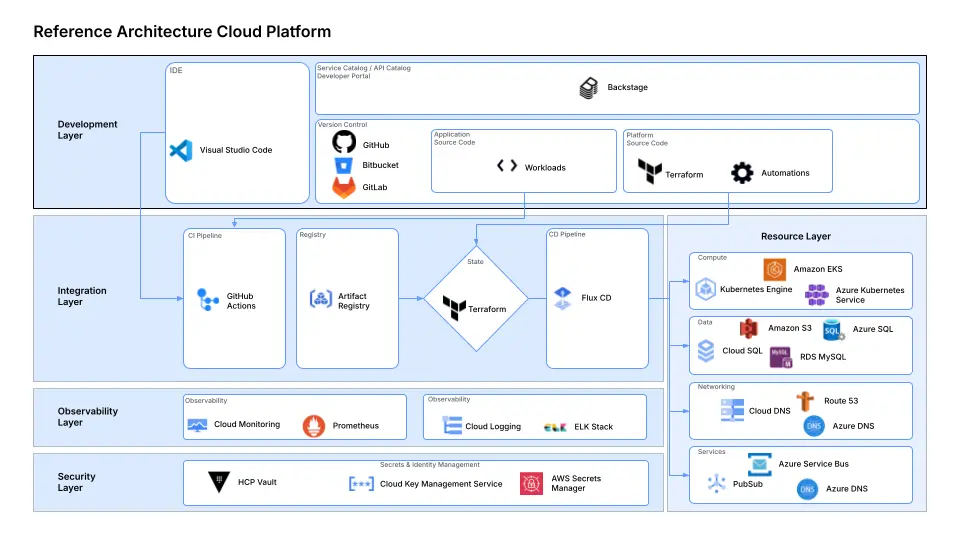 Reference Architecture Cloud Platform
Development
Layer
IDE
Visual Studio Code
Service Catalog / API Catalog
Developer Portal
Backstage
Version Control
GitHub
Bitbucket
GitLab
Application
Source Code
Workloads
Platform
Source Code
Terraform
Automations
Integration
Layer
CI Pipeline
GitHub
Actions
Registry
Artifact
Registry
State
Terraform
CD Pipeline
Flux CD
Resource Layer
Compute
Amazon EKS
Kubernetes Engine
Azure Kubernetes
Service
Data
Amazon S3
SQL
Azure SQL
Cloud SQL
MySQL
RDS MySQL
Networking
Route 53
Cloud DNS
DNS
Azure DNS
Services
Azure Service Bus
PubSub
DNS
Azure DNS
Observability
Layer
Observability
Cloud Monitoring
Prometheus
Observability
Cloud Logging
ELK
ELK Stack
Security
Layer
Secrets & Identity Management
HCP Vault
Cloud Key Management Service
AWS Secrets
Manager